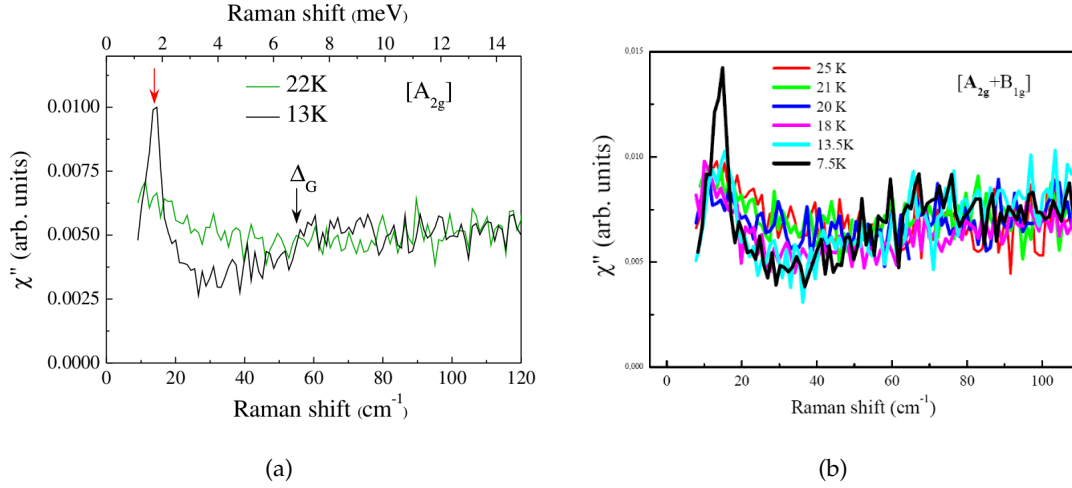 Raman shift (meV)
0 2 4 6 8 10 12 14
[A2g]
22K
13K
ΔG
χ'' (arb. units)
0.0100
0.0075
0.0050
0.0025
0.0000
0 20 40 60 80 100 120
Raman shift (cm-1)
(a)
0,015
25 K
21 K
20 K
18 K
13.5K
7.5K
[A2g+B1g]
χ'' (arb. units)
0,010
0,005
0,000
0 20 40 60 80 100
Raman shift (cm-1)
(b)